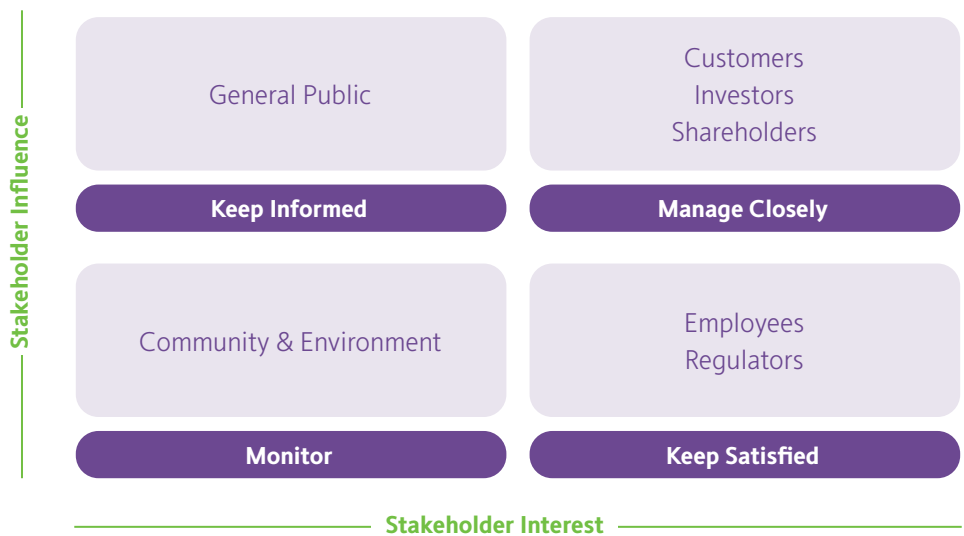 Stakeholder Influence
General Public
Keep Informed
Customers
Investors
Shareholders
Manage Closely
Community & Environment
Monitor
Employees
Regulators
Keep Satisfied
Stakeholder Interest